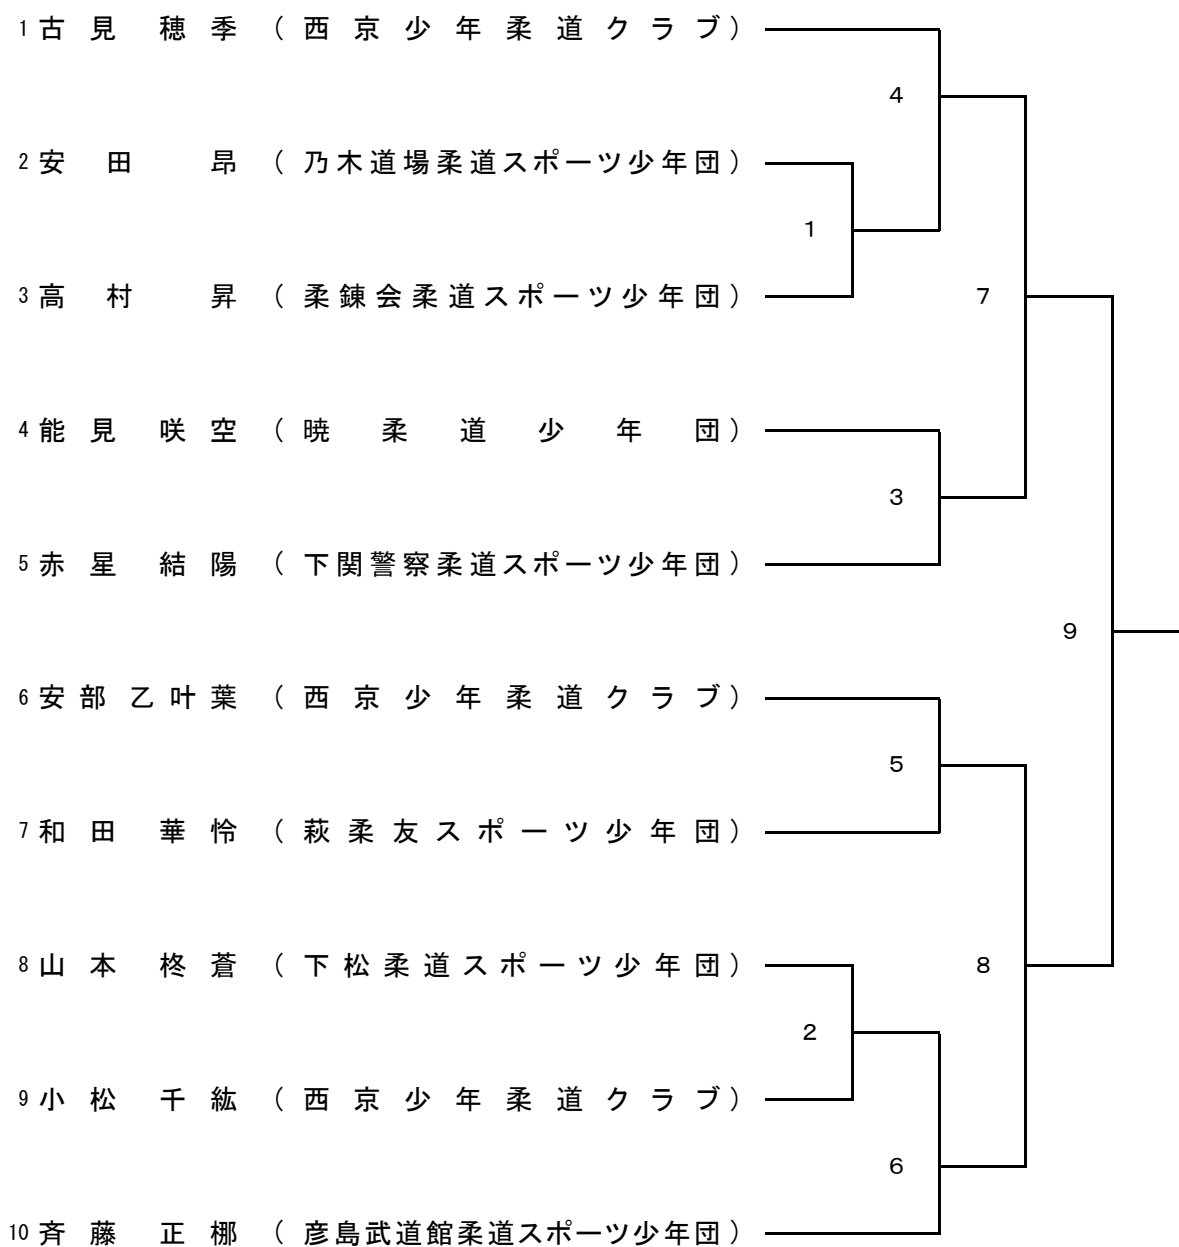 1 古見 穂季 (西京少年柔道クラブ)
4
2 安田 昂 (乃木道場柔道スポーツ少年団)
1
3 高村 昇 (柔錬会柔道スポーツ少年団)
7
4 能見 咲空 (暁柔道少年団)
3
5 赤星 結陽 (下関警察柔道スポーツ少年団)
9
6 安部 乙叶葉 (西京少年柔道クラブ)
5
7 和田 華怜 (萩柔友スポーツ少年団)
8 山本 柊蒼 (下松柔道スポーツ少年団)
8
2
9 小松 千紘 (西京少年柔道クラブ)
6
10 斉藤 正梛 (彦島武道館柔道スポーツ少年団)